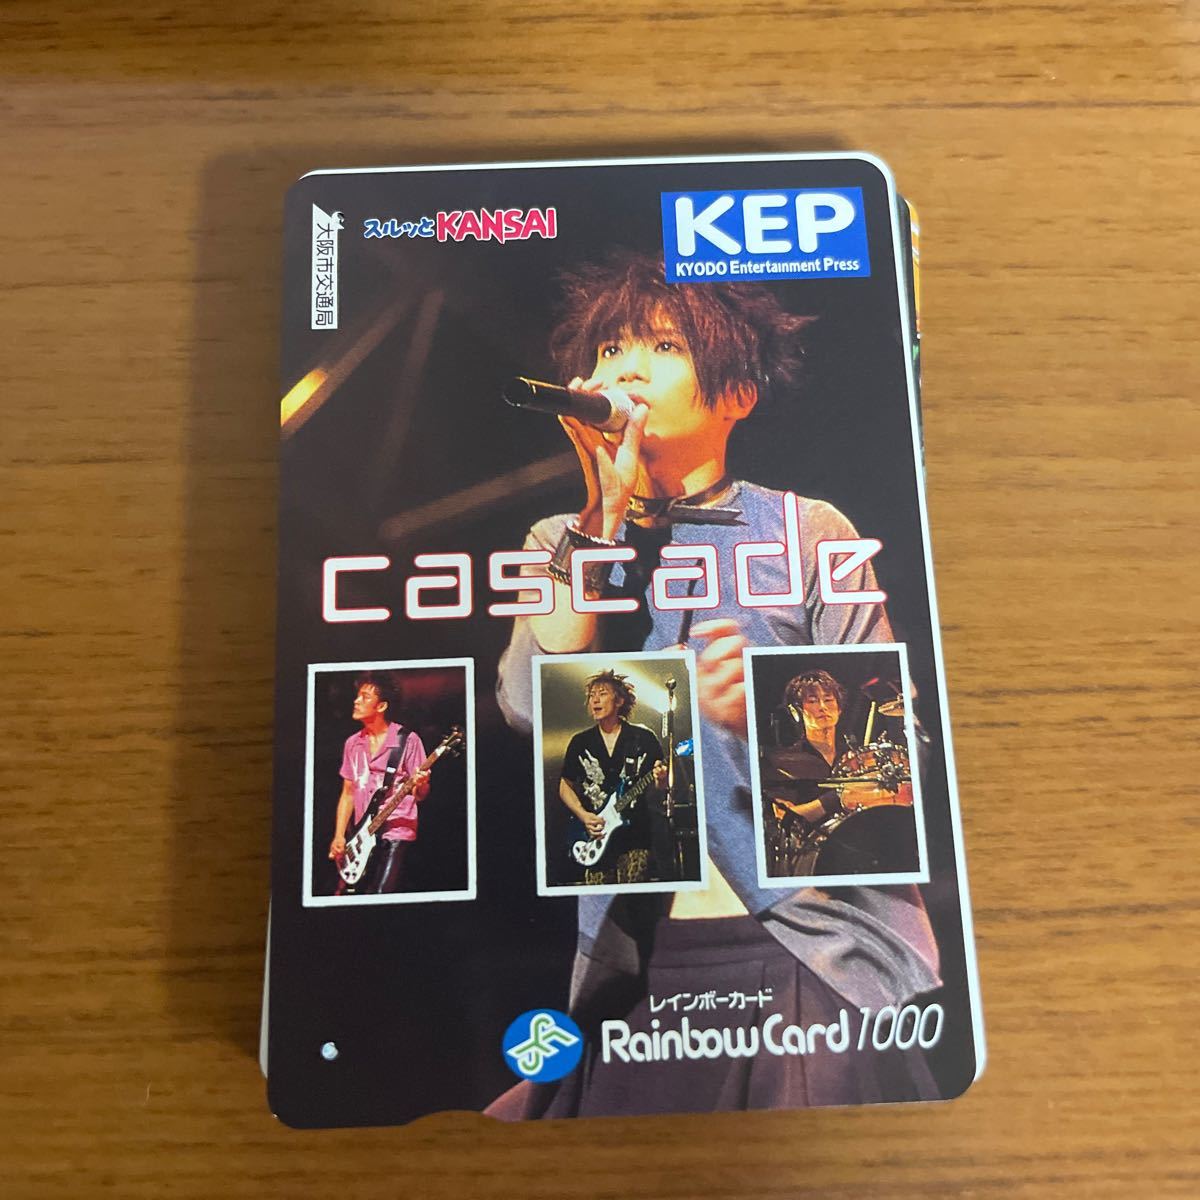 大阪市交通局
スルッとKANSAI
KEP
KYODO Entertainment Press
cascade
レインボーカード
Rainbow Card 1000